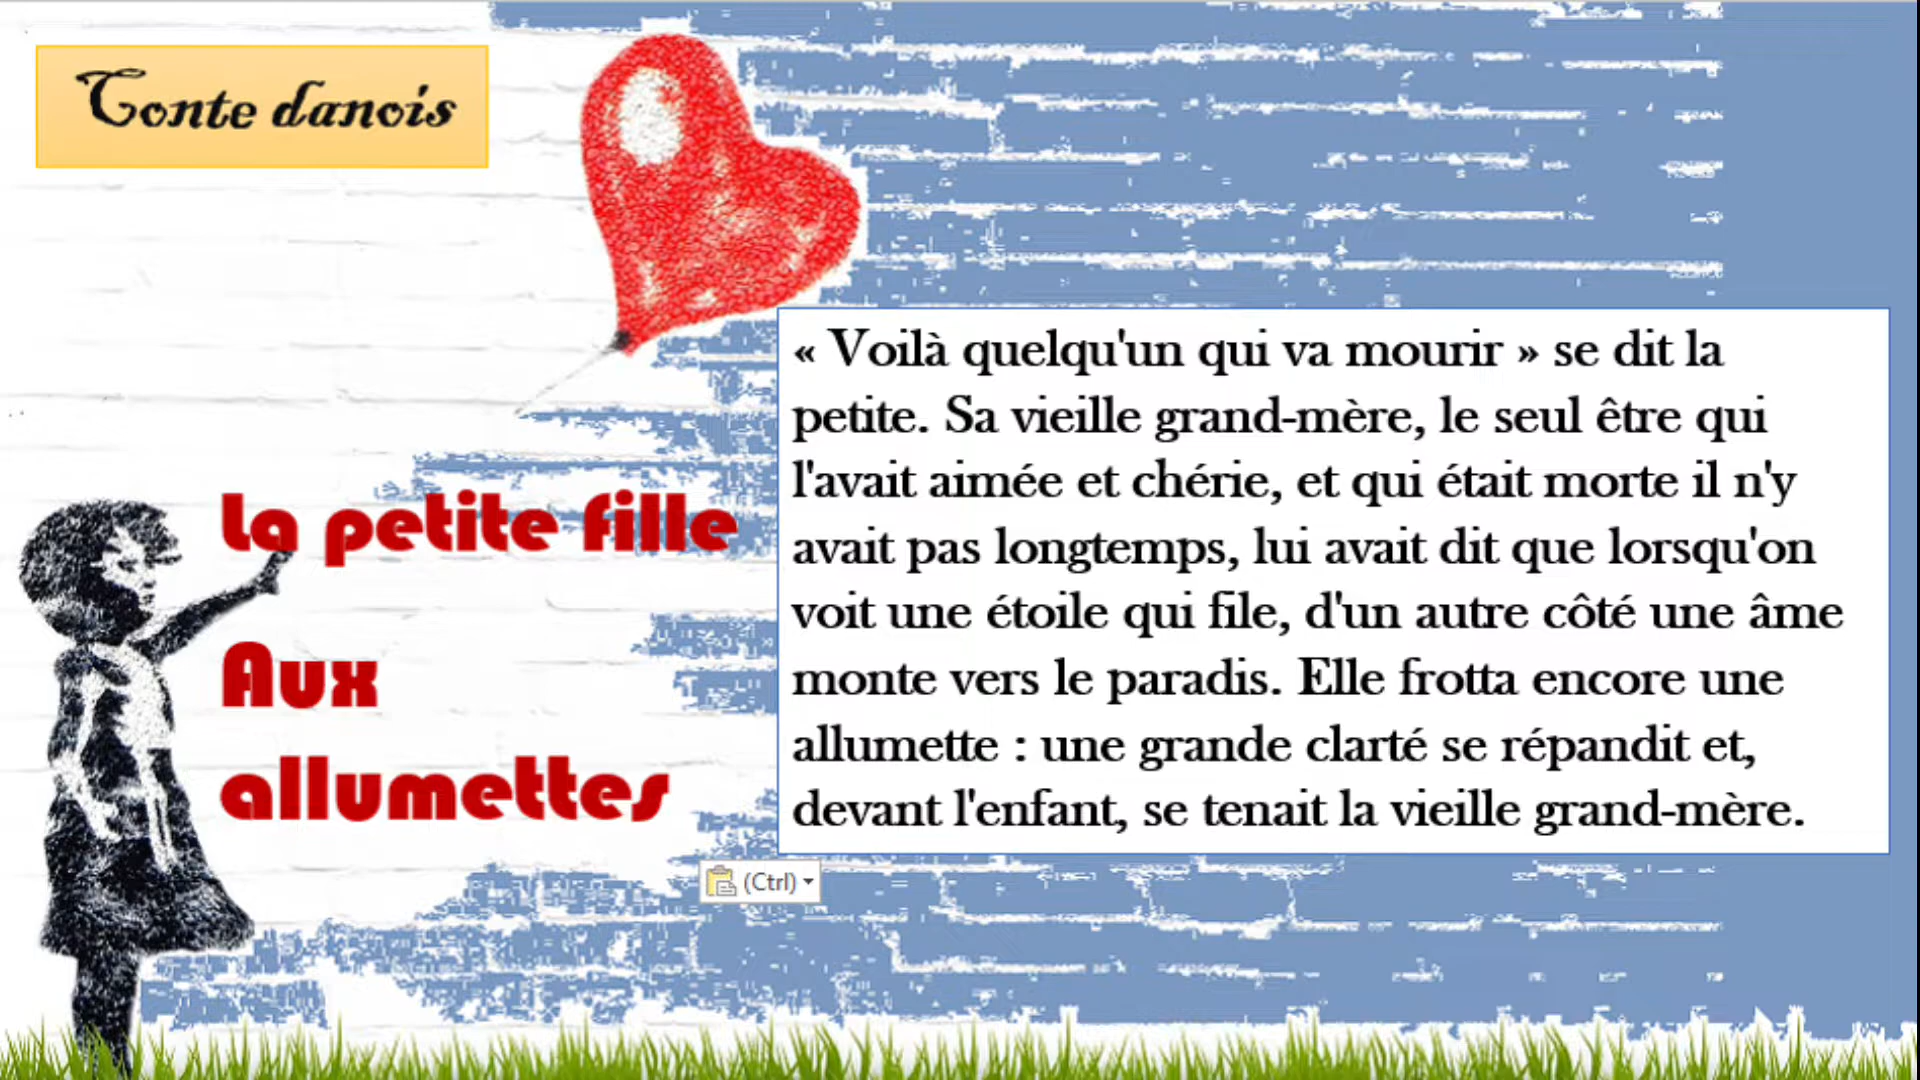 Conte danois
La petite fille
Aux
allumettes
« Voilà quelqu'un qui va mourir » se dit la
petite. Sa vieille grand-mère, le seul être qui
l'avait aimée et chérie, et qui était morte il n'y
avait pas longtemps, lui avait dit que lorsqu'on
voit une étoile qui file, d'un autre côté une âme
monte vers le paradis. Elle frotta encore une
allumette : une grande clarté se répandit et,
devant l'enfant, se tenait la vieille grand-mère.
(Ctrl)